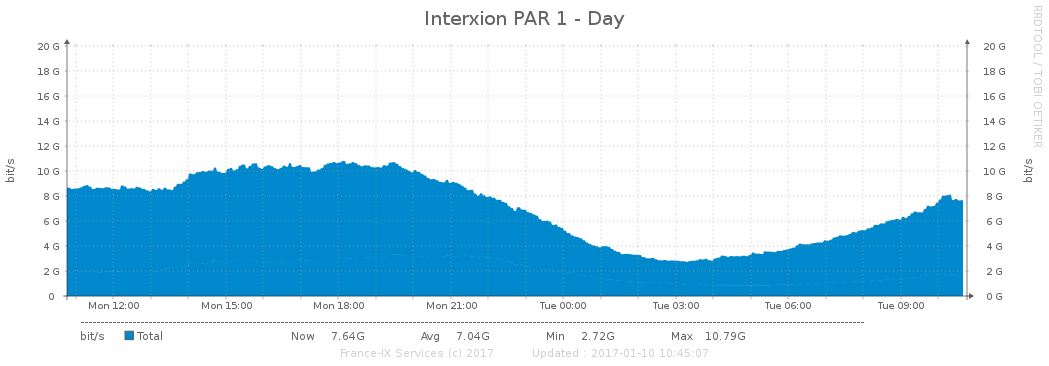 Interxion PAR 1 - Day
RRDTOOL / TOBI OETIKER
bit/s
20 G 20 G
18 G 18 G
16 G 16 G
14 G 14 G
12 G 12 G
10 G 10 G
8 G 8 G
6 G 6 G
4 G 4 G
2 G 2 G
0 0 G
bit/s
Mon 12:00 Mon 15:00 Mon 18:00 Mon 21:00 Tue 00:00 Tue 03:00 Tue 06:00 Tue 09:00
bit/s Total Now 7.64G Avg 7.04G Min 2.72G Max 10.79G
France-IX Services (c) 2017 Updated : 2017-01-10 10:45:07